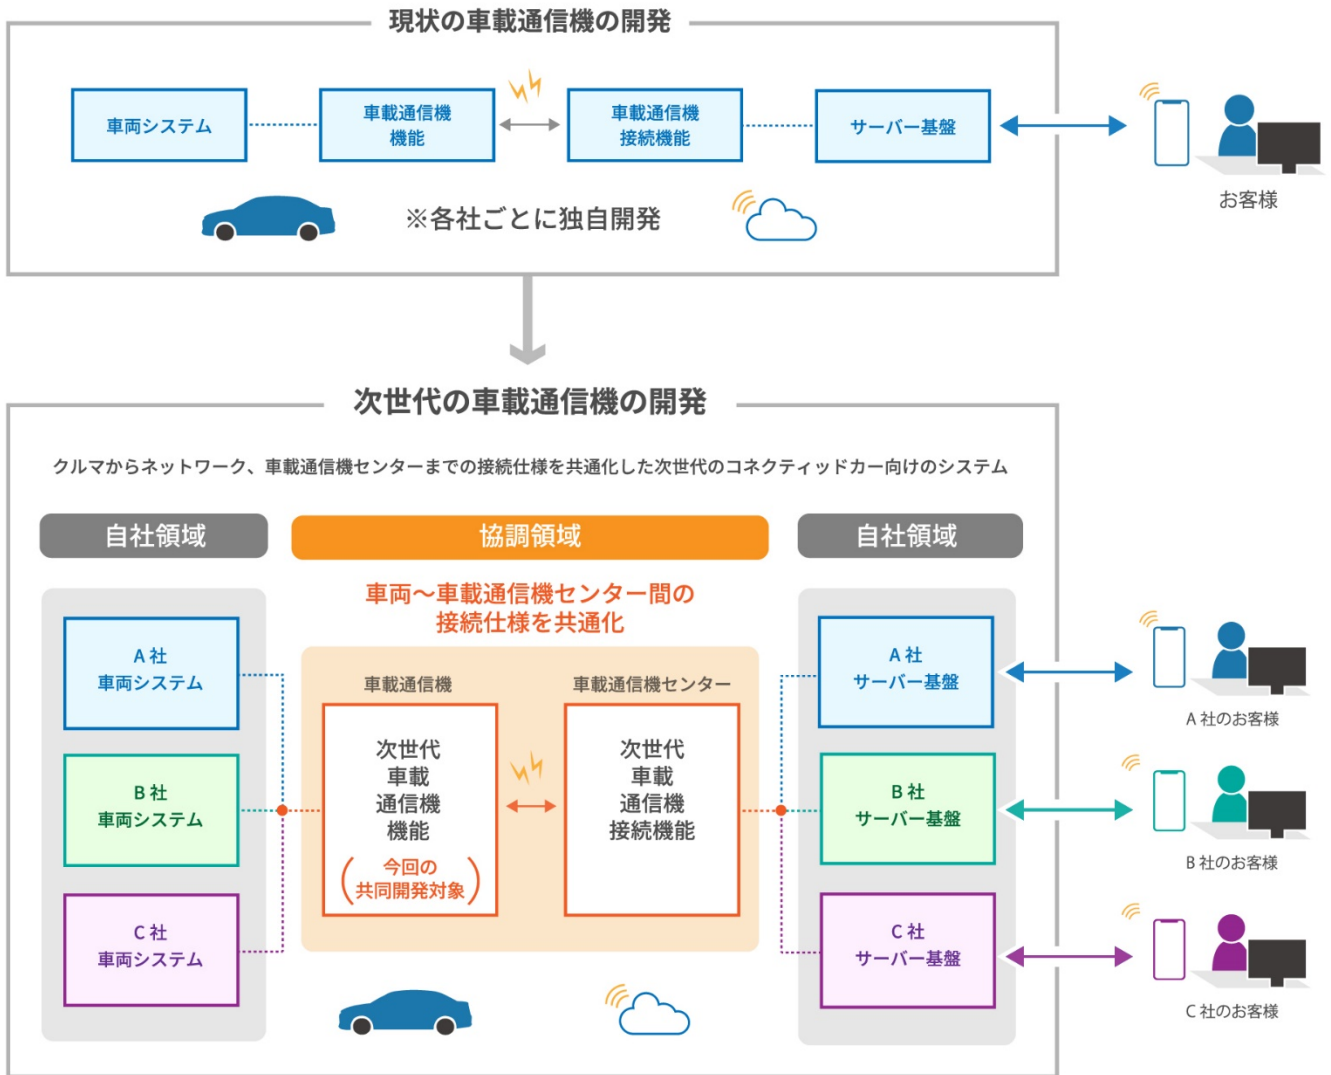 現状の車載通信機の開発
車両システム
車載通信機
機能
車載通信機
接続機能
サーバー基盤
お客様
※各社ごとに独自開発
次世代の車載通信機の開発
クルマからネットワーク、車載通信機センターまでの接続仕様を共通化した次世代のコネクティッドカー向けのシステム
自社領域
協調領域
自社領域
車両～車載通信機センター間の
接続仕様を共通化
A 社
車両システム
B 社
車両システム
C 社
車両システム
車載通信機
次世代
車載
通信機
機能
(今回の
共同開発対象)
車載通信機センター
次世代
車載
通信機
接続機能
A 社
サーバー基盤
B 社
サーバー基盤
C 社
サーバー基盤
A 社のお客様
B 社のお客様
C 社のお客様